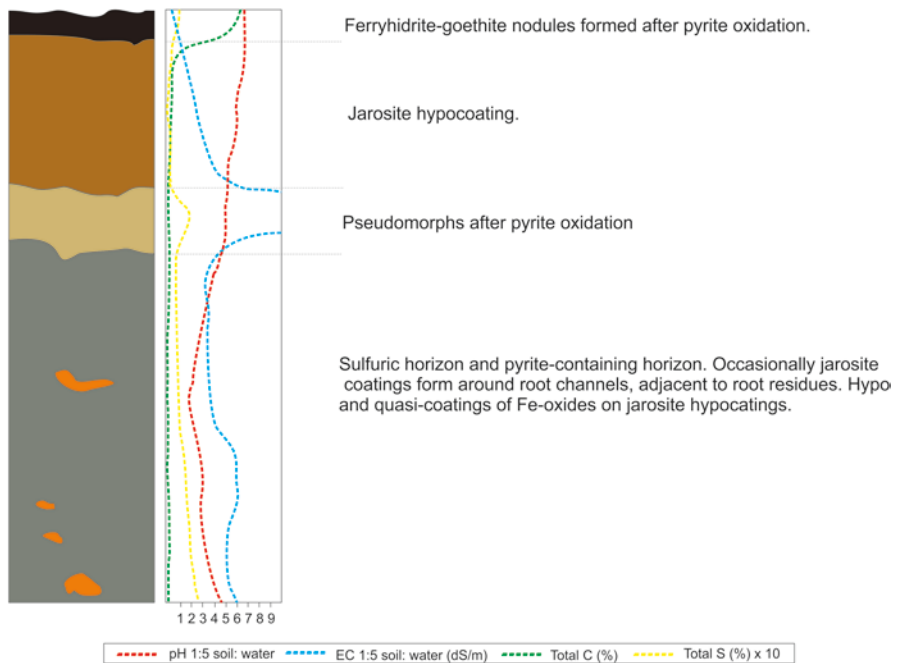 Ferryhidrite-goethite nodules formed after pyrite oxidation.
Jarosite hypocoating.
Pseudomorphs after pyrite oxidation
Sulfuric horizon and pyrite-containing horizon. Occasionally jarosite
coatings form around root channels, adjacent to root residues. Hypo
and quasi-coatings of Fe-oxides on jarosite hypocatings.
1 2 3 4 5 6 7 8 9
pH 1:5 soil: water EC 1:5 soil: water (dS/m) Total C (%) Total S (%) x 10